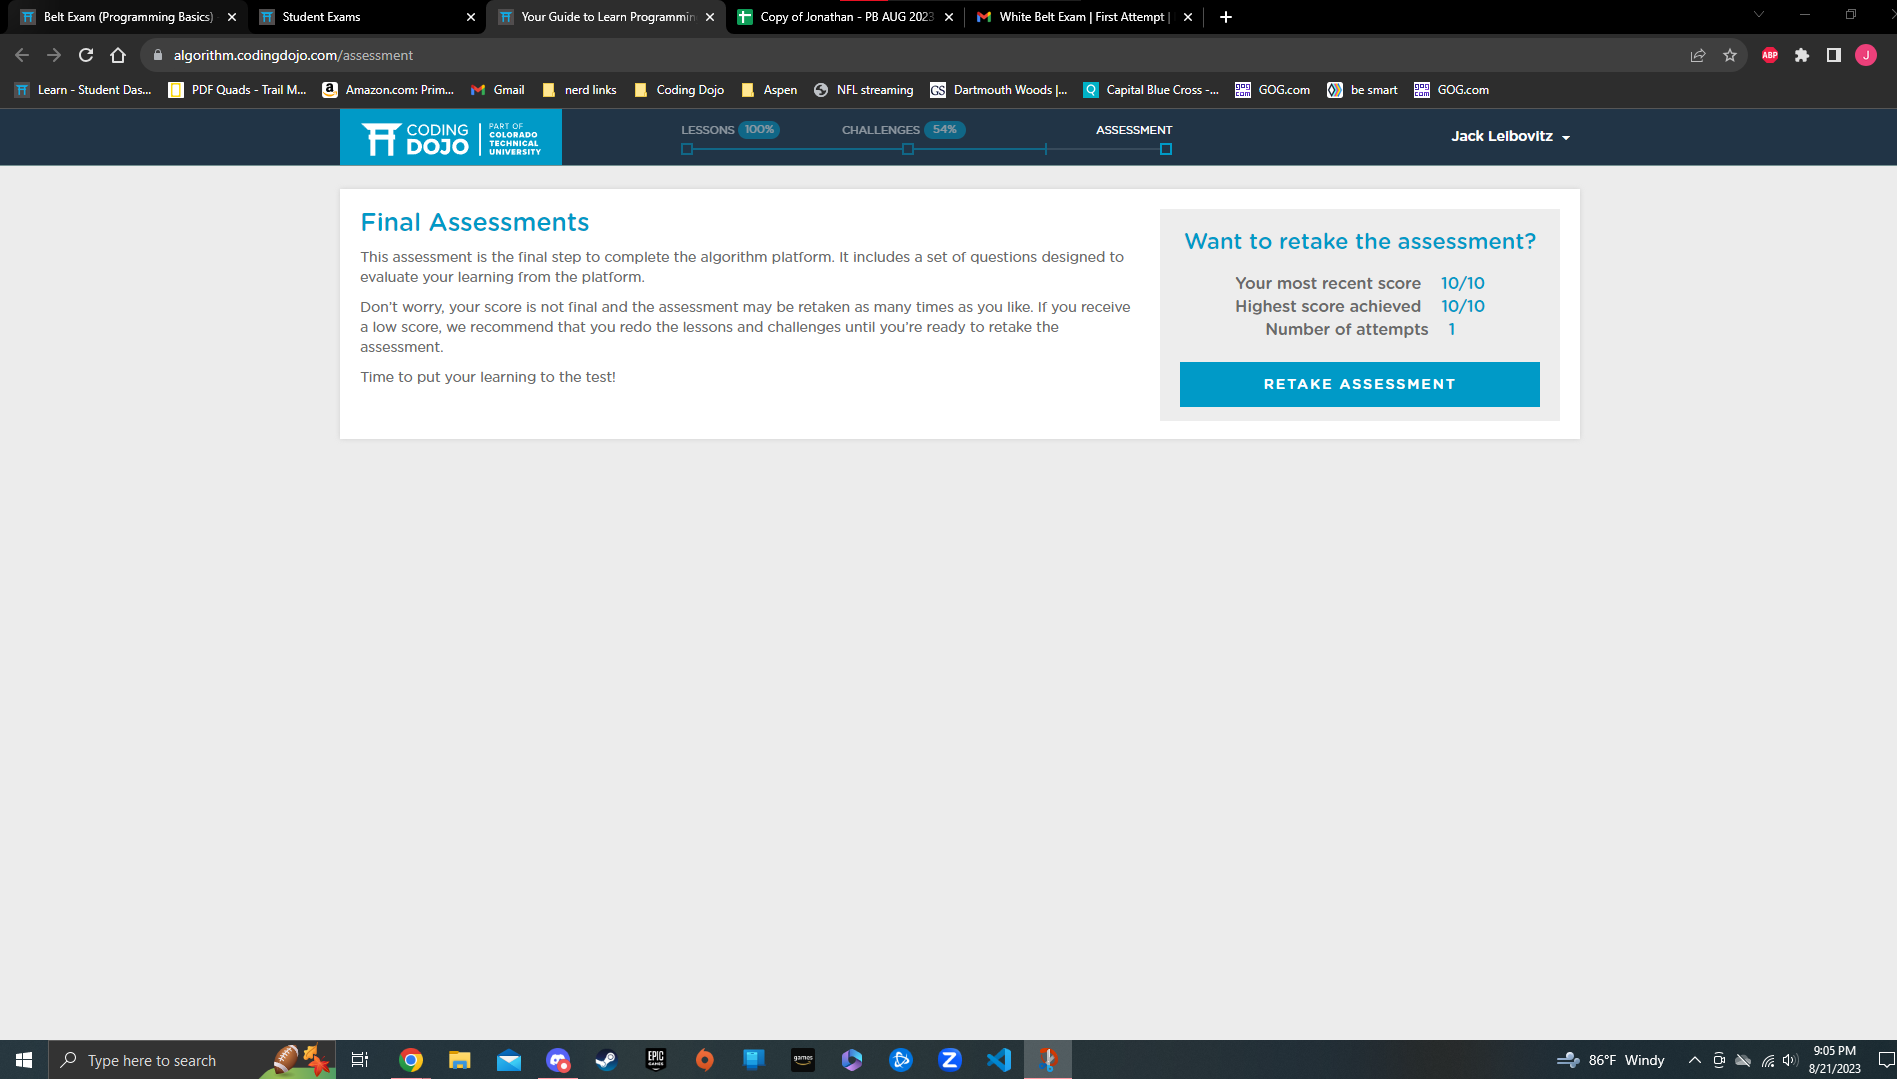 Belt Exam (Programming Basics)
Student Exams
Your Guide to Learn Programmin
Copy of Jonathan - PB AUG 2023
White Belt Exam | First Attempt |
algorithm.codingdojo.com/assessment
ABP
J
Learn - Student Das...
PDF Quads - Trail M...
Amazon.com: Prim...
Gmail
nerd links
Coding Dojo
Aspen
NFL streaming
GS
Dartmouth Woods |...
Q
Capital Blue Cross -...
GOG COM
GOG.com
be smart
GOG COM
GOG.com
CODING
DOJO
PART OF
COLORADO
TECHNICAL
UNIVERSITY
LESSONS 100%
CHALLENGES 54%
ASSESSMENT
Jack Leibovitz
Final Assessments
This assessment is the final step to complete the algorithm platform. It includes a set of questions designed to
evaluate your learning from the platform.
Don't worry, your score is not final and the assessment may be retaken as many times as you like. If you receive
a low score, we recommend that you redo the lessons and challenges until you're ready to retake the
assessment.
Time to put your learning to the test!
Want to retake the assessment?
Your most recent score 10/10
Highest score achieved 10/10
Number of attempts 1
RETAKE ASSESSMENT
Type here to search
EPIC
GAMES
games
Z
86°F Windy
9:05 PM
8/21/2023